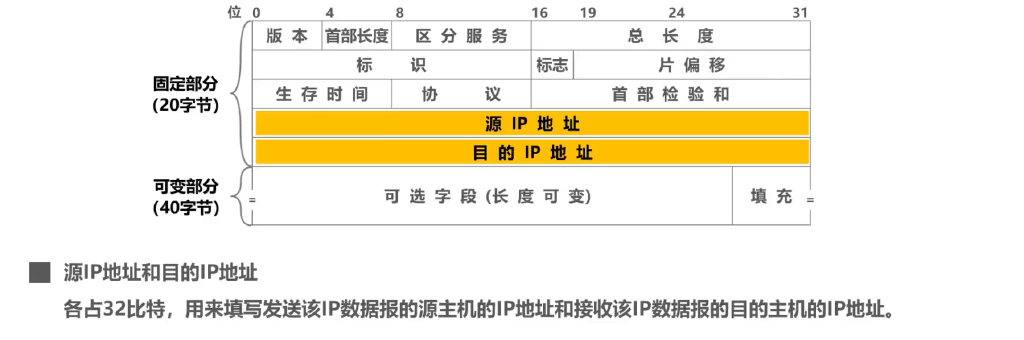 位 0 4 8 16 19 24 31
版 本 首部长度 区 分 服 务 总 长 度
标 识 标志 片 偏 移
固定部分
(20字节)
生 存 时 间 协 议 首 部 检 验 和
源 IP 地 址
目 的 IP 地 址
可变部分
(40字节)
= 可 选 字 段 (长 度 可 变) 填 充 =
源IP地址和目的IP地址
各占32比特，用来填写发送该IP数据报的源主机的IP地址和接收该IP数据报的目的主机的IP地址。